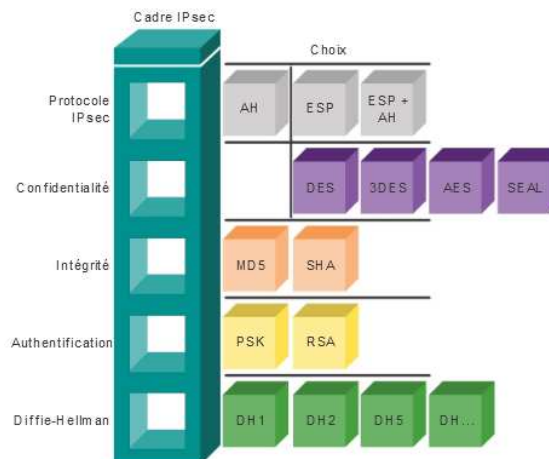 Cadre IPsec
Choix
Protocole
IPsec
AH
ESP
ESP +
AH
Confidentialité
DES
3DES
AES
SEAL
Intégrité
MD5
SHA
Authentification
PSK
RSA
Diffie-Hellman
DH1
DH2
DH5
DH...